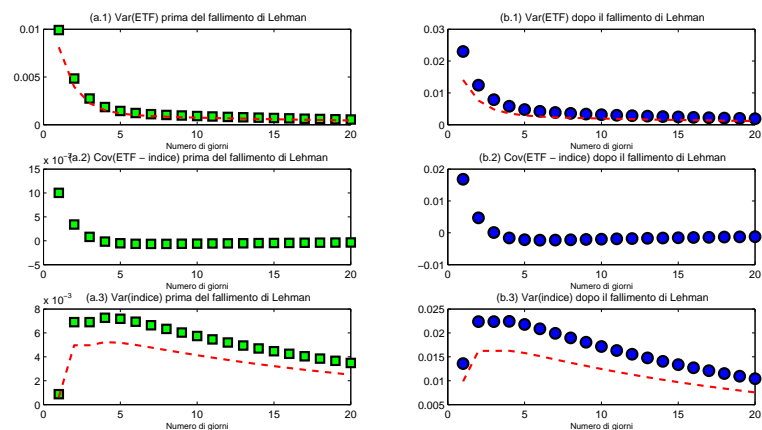 (a.1) Var(ETF) prima del fallimento di Lehman
0.01
0.005
0
0 5 10 15 20
Numero di giorni
(b.1) Var(ETF) dopo il fallimento di Lehman
0.03
0.02
0.01
0
0 5 10 15 20
Numero di giorni
(a.2) Cov(ETF − indice) prima del fallimento di Lehman
15
10
5
0
−5
0 5 10 15 20
Numero di giorni
(b.2) Cov(ETF − indice) dopo il fallimento di Lehman
0.02
0.01
0
−0.01
0 5 10 15 20
Numero di giorni
(a.3) Var(indice) prima del fallimento di Lehman
x 10−3
8
6
4
2
0
0 5 10 15 20
Numero di giorni
(b.3) Var(indice) dopo il fallimento di Lehman
0.025
0.02
0.015
0.01
0.005
0 5 10 15 20
Numero di giorni